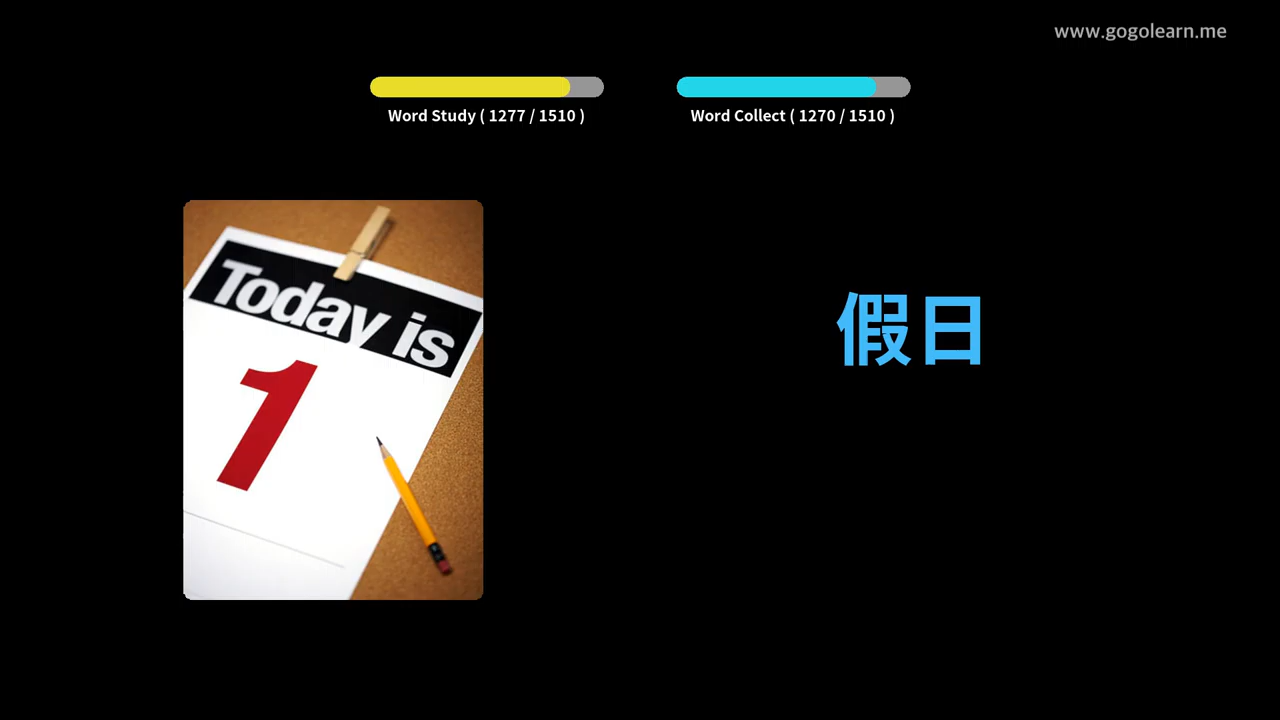 www.gogolearn.me
Word Study ( 1277 / 1510 )
Word Collect ( 1270 / 1510 )
Today is
1
假日